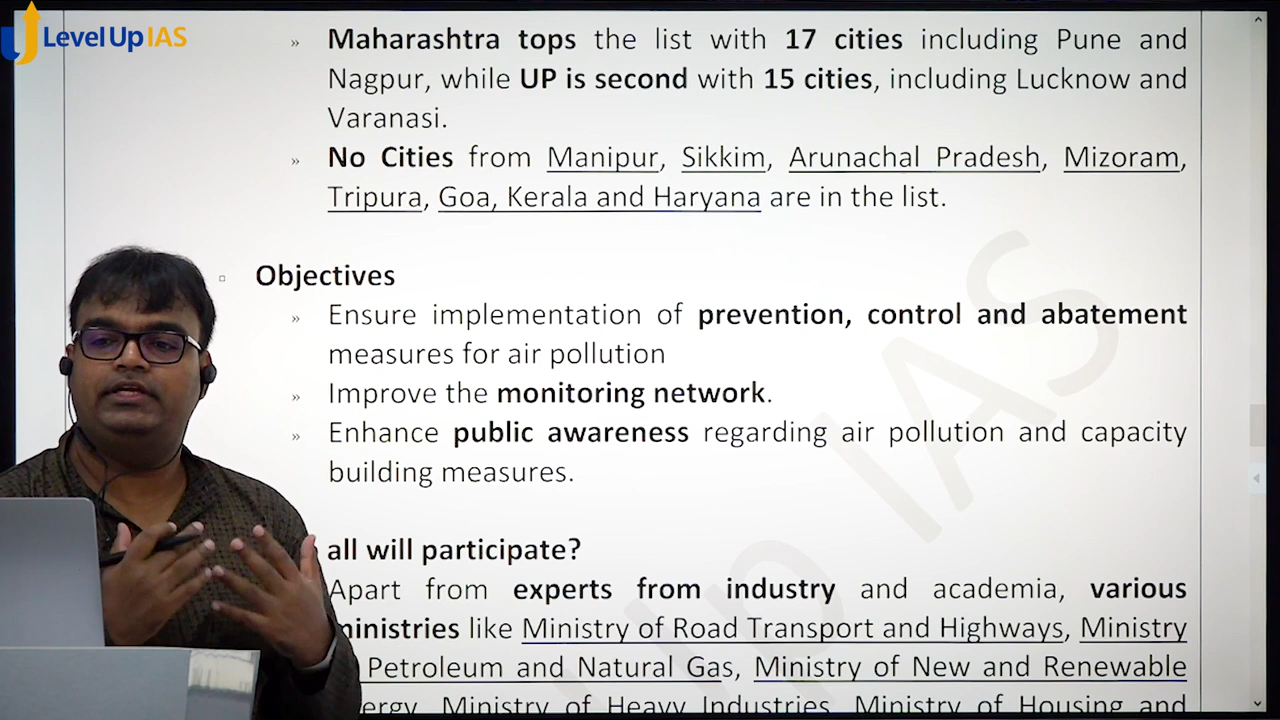 Level Up IAS
» Maharashtra tops the list with 17 cities including Pune and
Nagpur, while UP is second with 15 cities, including Lucknow and
Varanasi.
» No Cities from Manipur, Sikkim, Arunachal Pradesh, Mizoram,
Tripura, Goa, Kerala and Haryana are in the list.
Objectives
» Ensure implementation of prevention, control and abatement
measures for air pollution
» Improve the monitoring network.
» Enhance public awareness regarding air pollution and capacity
building measures.
all will participate?
Apart from experts from industry and academia, various
ministries like Ministry of Road Transport and Highways, Ministry
Petroleum and Natural Gas, Ministry of New and Renewable
ergy, Ministry of Heavy Industries, Ministry of Housing and
Up IAS